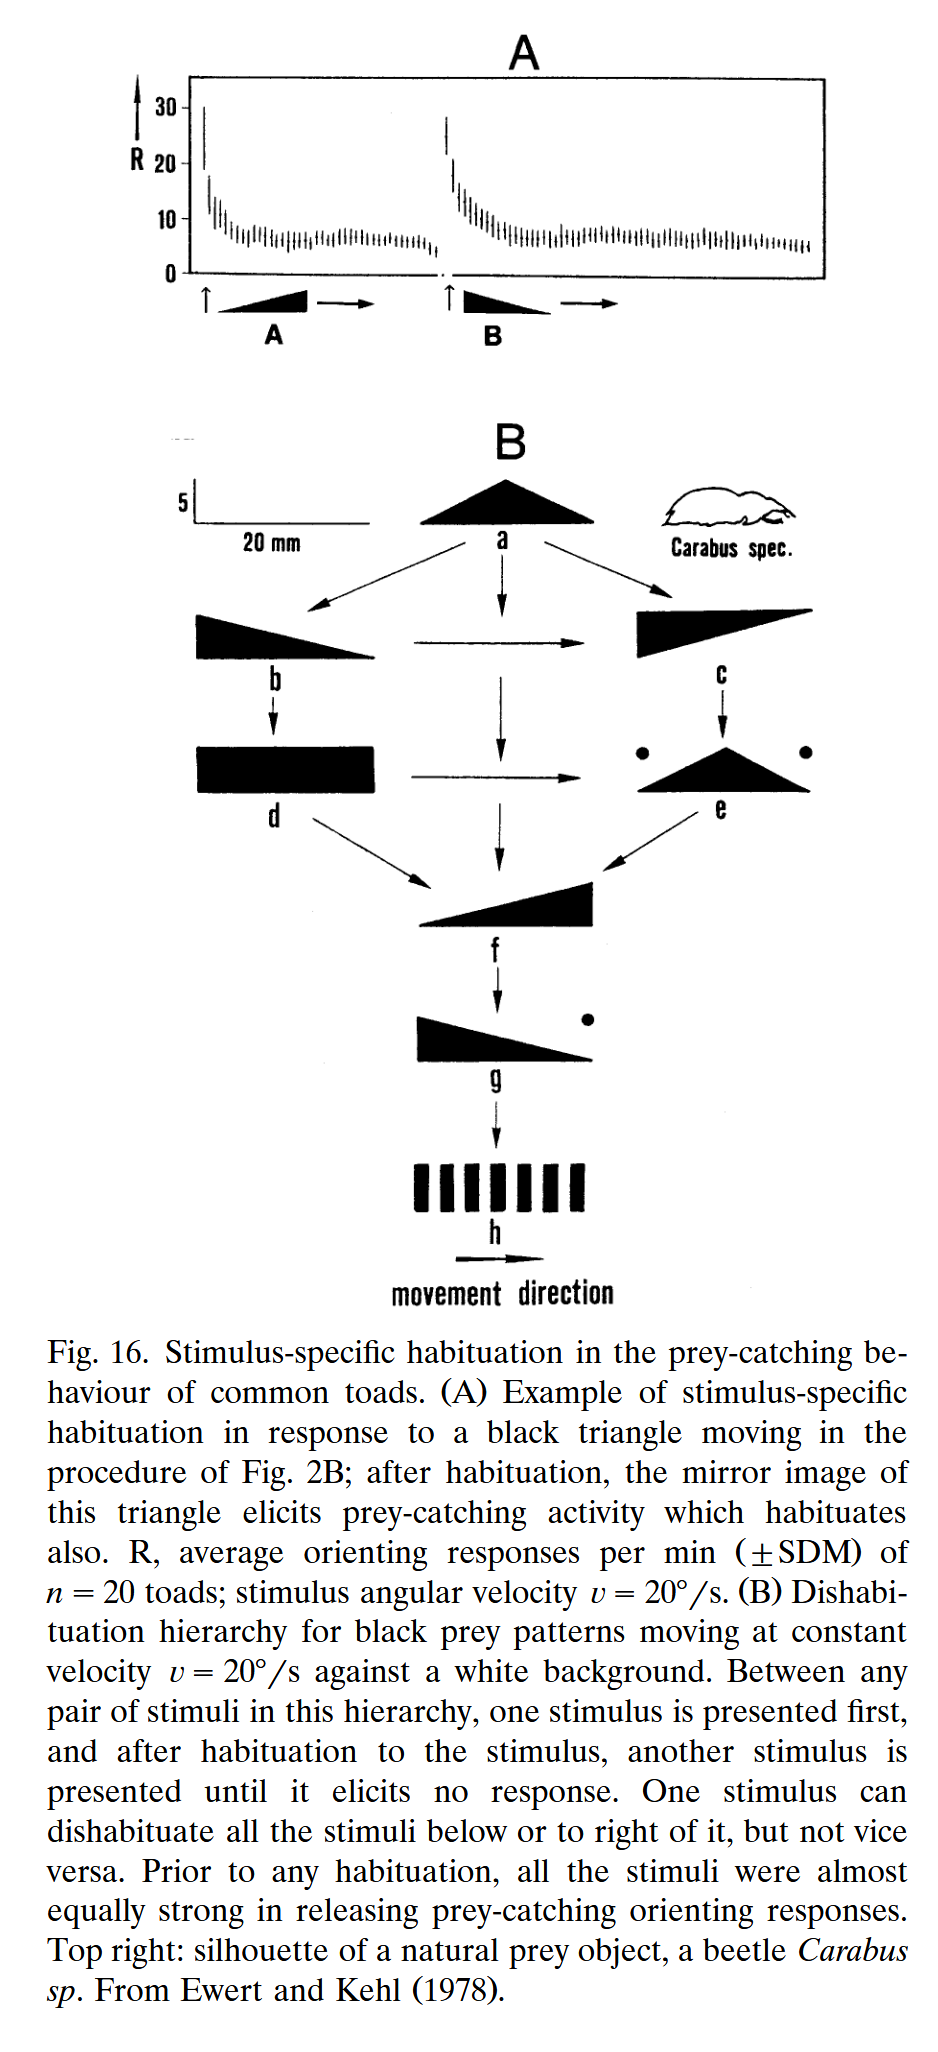 A
30
R 20
10
0
A
B
B
5
20 mm
a
Carabus spec.
b
c
d
e
f
g
h
movement direction
Fig. 16. Stimulus-specific habituation in the prey-catching be-
haviour of common toads. (A) Example of stimulus-specific
habituation in response to a black triangle moving in the
procedure of Fig. 2B; after habituation, the mirror image of
this triangle elicits prey-catching activity which habituates
also. R, average orienting responses per min (±SDM) of
n = 20 toads; stimulus angular velocity υ = 20°/s. (B) Dishabi-
tuation hierarchy for black prey patterns moving at constant
velocity υ = 20°/s against a white background. Between any
pair of stimuli in this hierarchy, one stimulus is presented first,
and after habituation to the stimulus, another stimulus is
presented until it elicits no response. One stimulus can
dishabituate all the stimuli below or to right of it, but not vice
versa. Prior to any habituation, all the stimuli were almost
equally strong in releasing prey-catching orienting responses.
Top right: silhouette of a natural prey object, a beetle Carabus
sp. From Ewert and Kehl (1978).